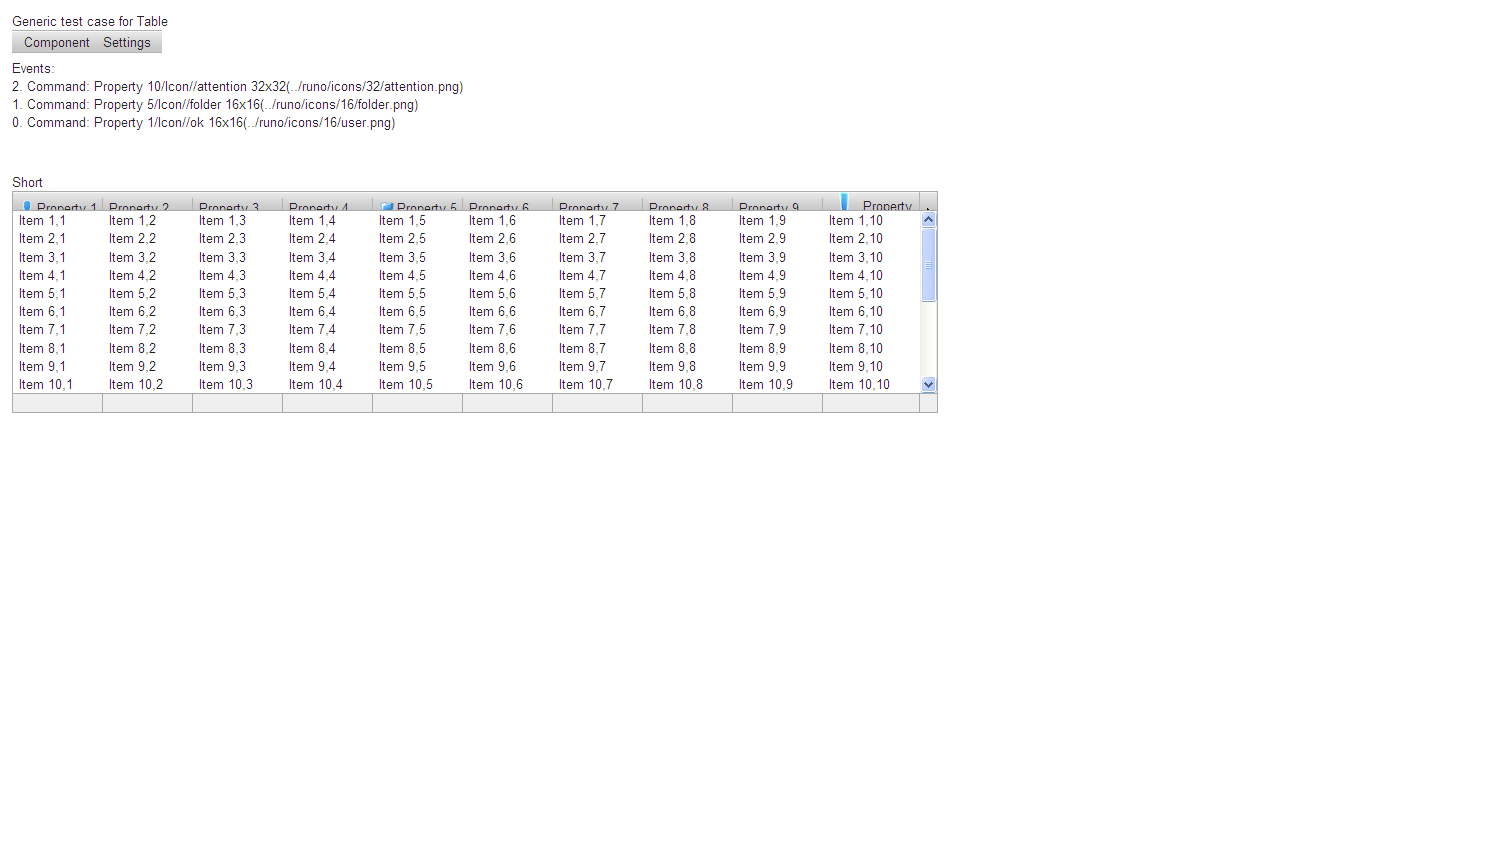 Generic test case for Table
Component Settings
Events:
2. Command: Property 10/Icon//attention 32x32(../runo/icons/32/attention.png)
1. Command: Property 5/Icon//folder 16x16(../runo/icons/16/folder.png)
0. Command: Property 1/Icon//ok 16x16(../runo/icons/16/user.png)
Short
Property 1 Property 2 Property 3 Property 4 Property 5 Property 6 Property 7 Property 8 Property 9 Property
Item 1,1 Item 1,2 Item 1,3 Item 1,4 Item 1,5 Item 1,6 Item 1,7 Item 1,8 Item 1,9 Item 1,10
Item 2,1 Item 2,2 Item 2,3 Item 2,4 Item 2,5 Item 2,6 Item 2,7 Item 2,8 Item 2,9 Item 2,10
Item 3,1 Item 3,2 Item 3,3 Item 3,4 Item 3,5 Item 3,6 Item 3,7 Item 3,8 Item 3,9 Item 3,10
Item 4,1 Item 4,2 Item 4,3 Item 4,4 Item 4,5 Item 4,6 Item 4,7 Item 4,8 Item 4,9 Item 4,10
Item 5,1 Item 5,2 Item 5,3 Item 5,4 Item 5,5 Item 5,6 Item 5,7 Item 5,8 Item 5,9 Item 5,10
Item 6,1 Item 6,2 Item 6,3 Item 6,4 Item 6,5 Item 6,6 Item 6,7 Item 6,8 Item 6,9 Item 6,10
Item 7,1 Item 7,2 Item 7,3 Item 7,4 Item 7,5 Item 7,6 Item 7,7 Item 7,8 Item 7,9 Item 7,10
Item 8,1 Item 8,2 Item 8,3 Item 8,4 Item 8,5 Item 8,6 Item 8,7 Item 8,8 Item 8,9 Item 8,10
Item 9,1 Item 9,2 Item 9,3 Item 9,4 Item 9,5 Item 9,6 Item 9,7 Item 9,8 Item 9,9 Item 9,10
Item 10,1 Item 10,2 Item 10,3 Item 10,4 Item 10,5 Item 10,6 Item 10,7 Item 10,8 Item 10,9 Item 10,10